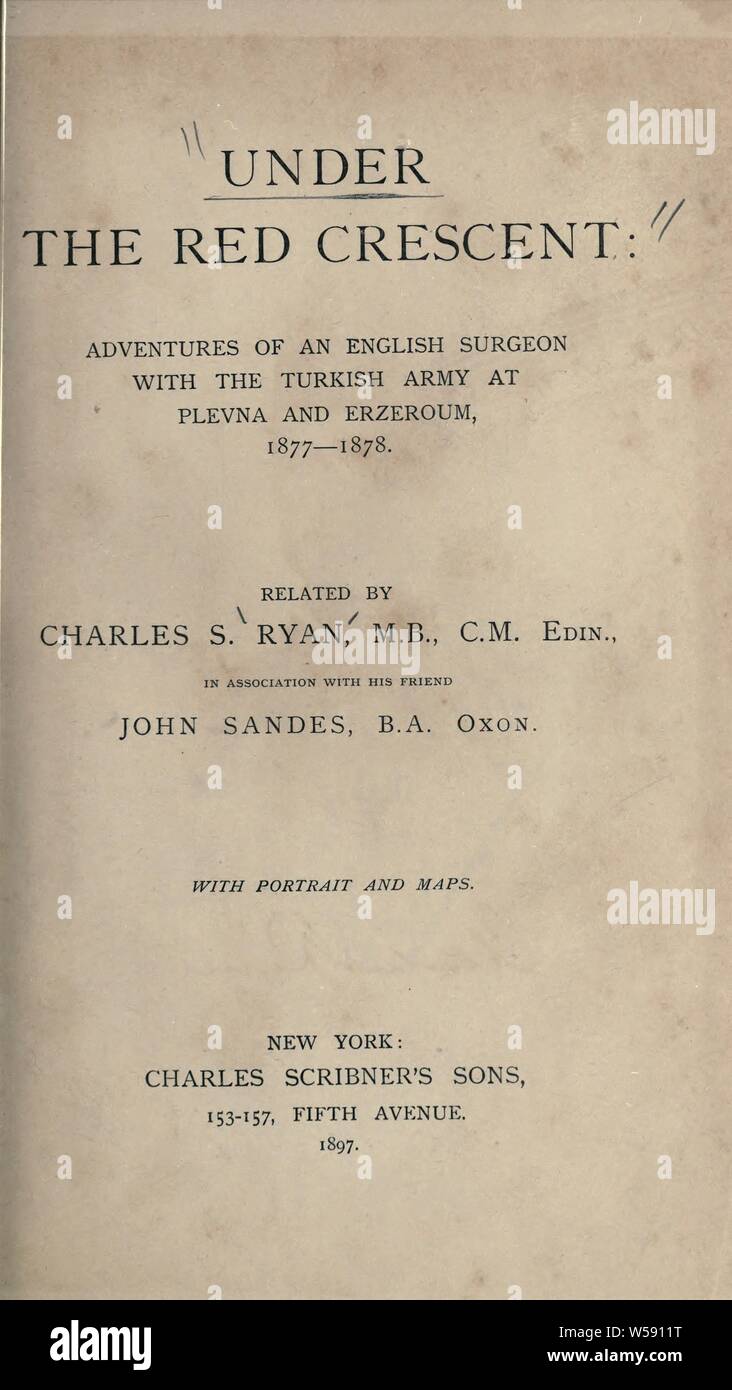 UNDER
THE RED CRESCENT:
ADVENTURES OF AN ENGLISH SURGEON
WITH THE TURKISH ARMY AT
PLEVNA AND ERZEROUM,
1877—1878.
RELATED BY
CHARLES S. RYAN, M.B., C.M. EDIN.,
IN ASSOCIATION WITH HIS FRIEND
JOHN SANDES, B.A. OXON.
WITH PORTRAIT AND MAPS.
NEW YORK:
CHARLES SCRIBNER'S SONS,
153-157, FIFTH AVENUE.
1897.
alamy
alamy
a alamy
Image ID: W5911T
www.alamy.com